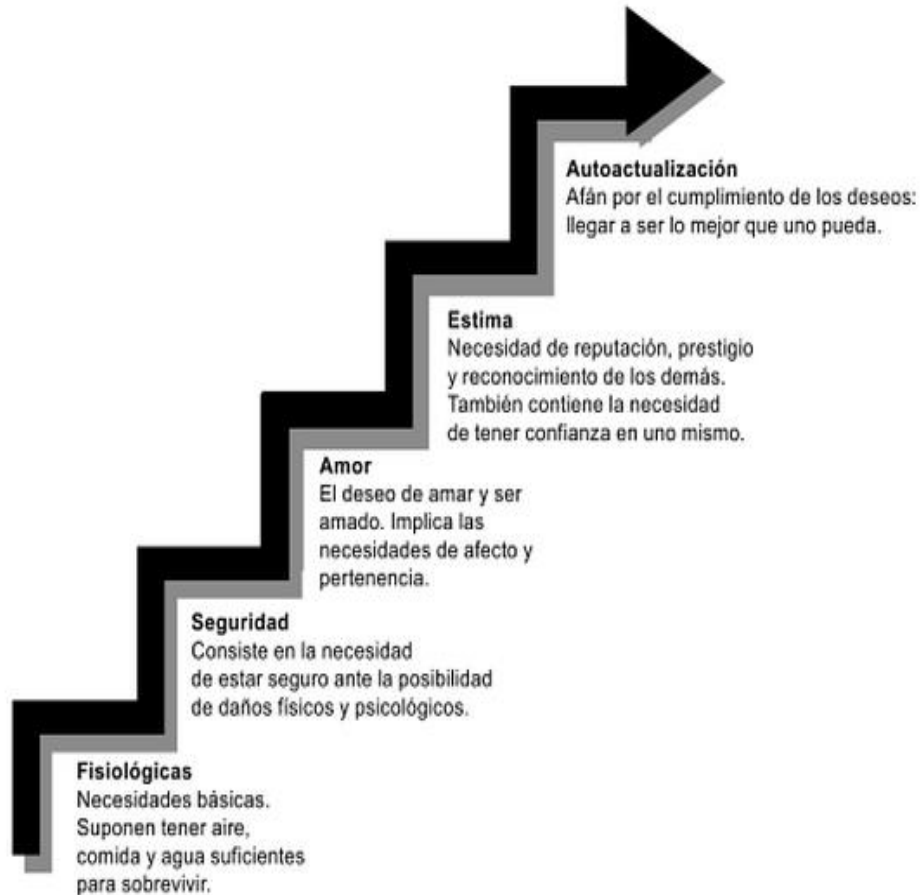 Autoactualización
Afán por el cumplimiento de los deseos:
llegar a ser lo mejor que uno pueda.
Estima
Necesidad de reputación, prestigio
y reconocimiento de los demás.
También contiene la necesidad
de tener confianza en uno mismo.
Amor
El deseo de amar y ser
amado. Implica las
necesidades de afecto y
pertenencia.
Seguridad
Consiste en la necesidad
de estar seguro ante la posibilidad
de daños físicos y psicológicos.
Fisiológicas
Necesidades básicas.
Suponen tener aire,
comida y agua suficientes
para sobrevivir.